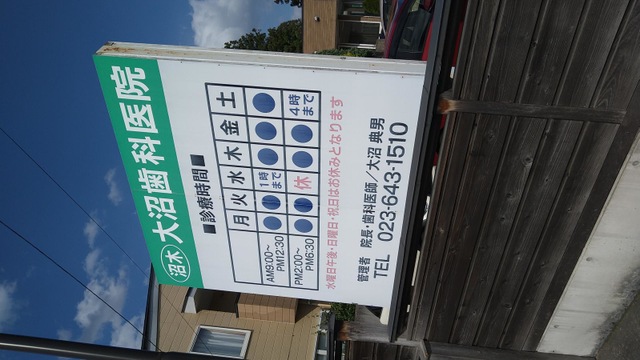 沼木 大沼歯科医院
■診療時間■
月 火 水 木 金 土
AM9:00〜PM12:30 ● ● 1時まで ● ● ●
PM2:00〜PM6:30 ● ● 休 ● ● 4時まで
水曜日午後・日曜日・祝日はお休みとなります
管理者 院長・歯科医師/大沼 典男
TEL 023-643-1510